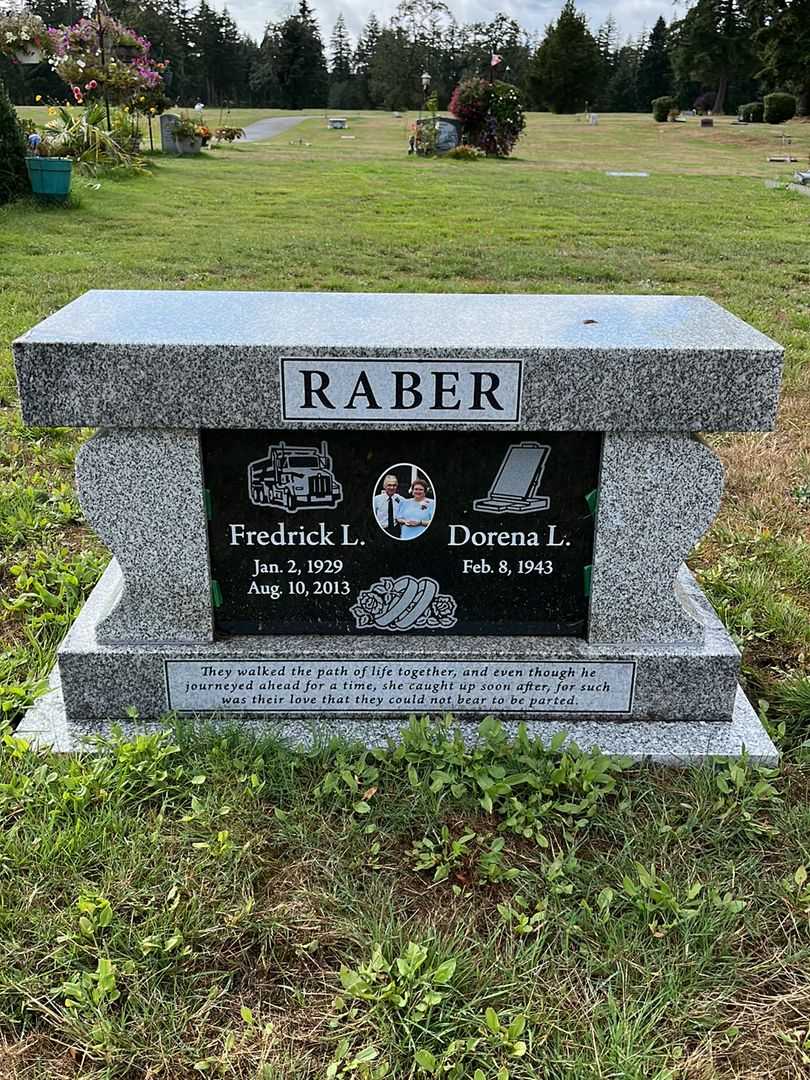 RABER
Fredrick L.
Jan. 2, 1929
Aug. 10, 2013
Dorena L.
Feb. 8, 1943
They walked the path of life together, and even though he
journeyed ahead for a time, she caught up soon after, for such
was their love that they could not bear to be parted.